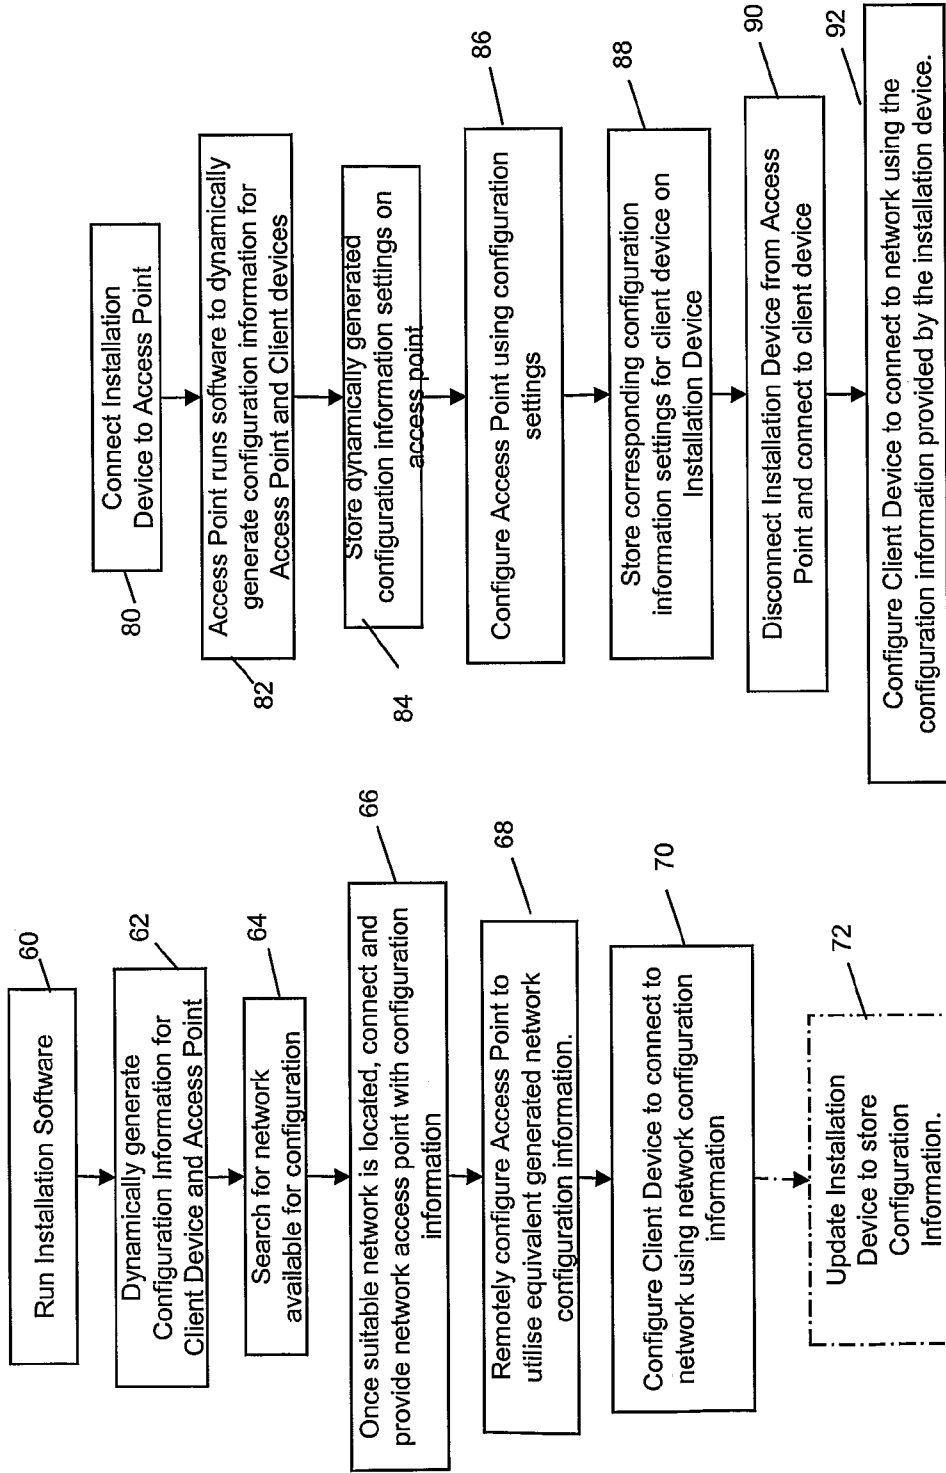 60
Run Installation Software
62
Dynamically generate
Configuration Information for
Client Device and Access Point
64
Search for network
available for configuration
66
Once suitable network is located, connect and
provide network access point with configuration
information
68
Remotely configure Access Point to
utilise equivalent generated network
configuration information.
70
Configure Client Device to connect to
network using network configuration
information
72
Update Installation
Device to store
Configuration
Information.
80
Connect Installation
Device to Access Point
82
Access Point runs software to dynamically
generate configuration information for
Access Point and Client devices
84
Store dynamically generated
configuration information settings on
access point
86
Configure Access Point using configuration
settings
88
Store corresponding configuration
information settings for client device on
Installation Device
90
Disconnect Installation Device from Access
Point and connect to client device
92
Configure Client Device to connect to network using the
configuration information provided by the installation device.